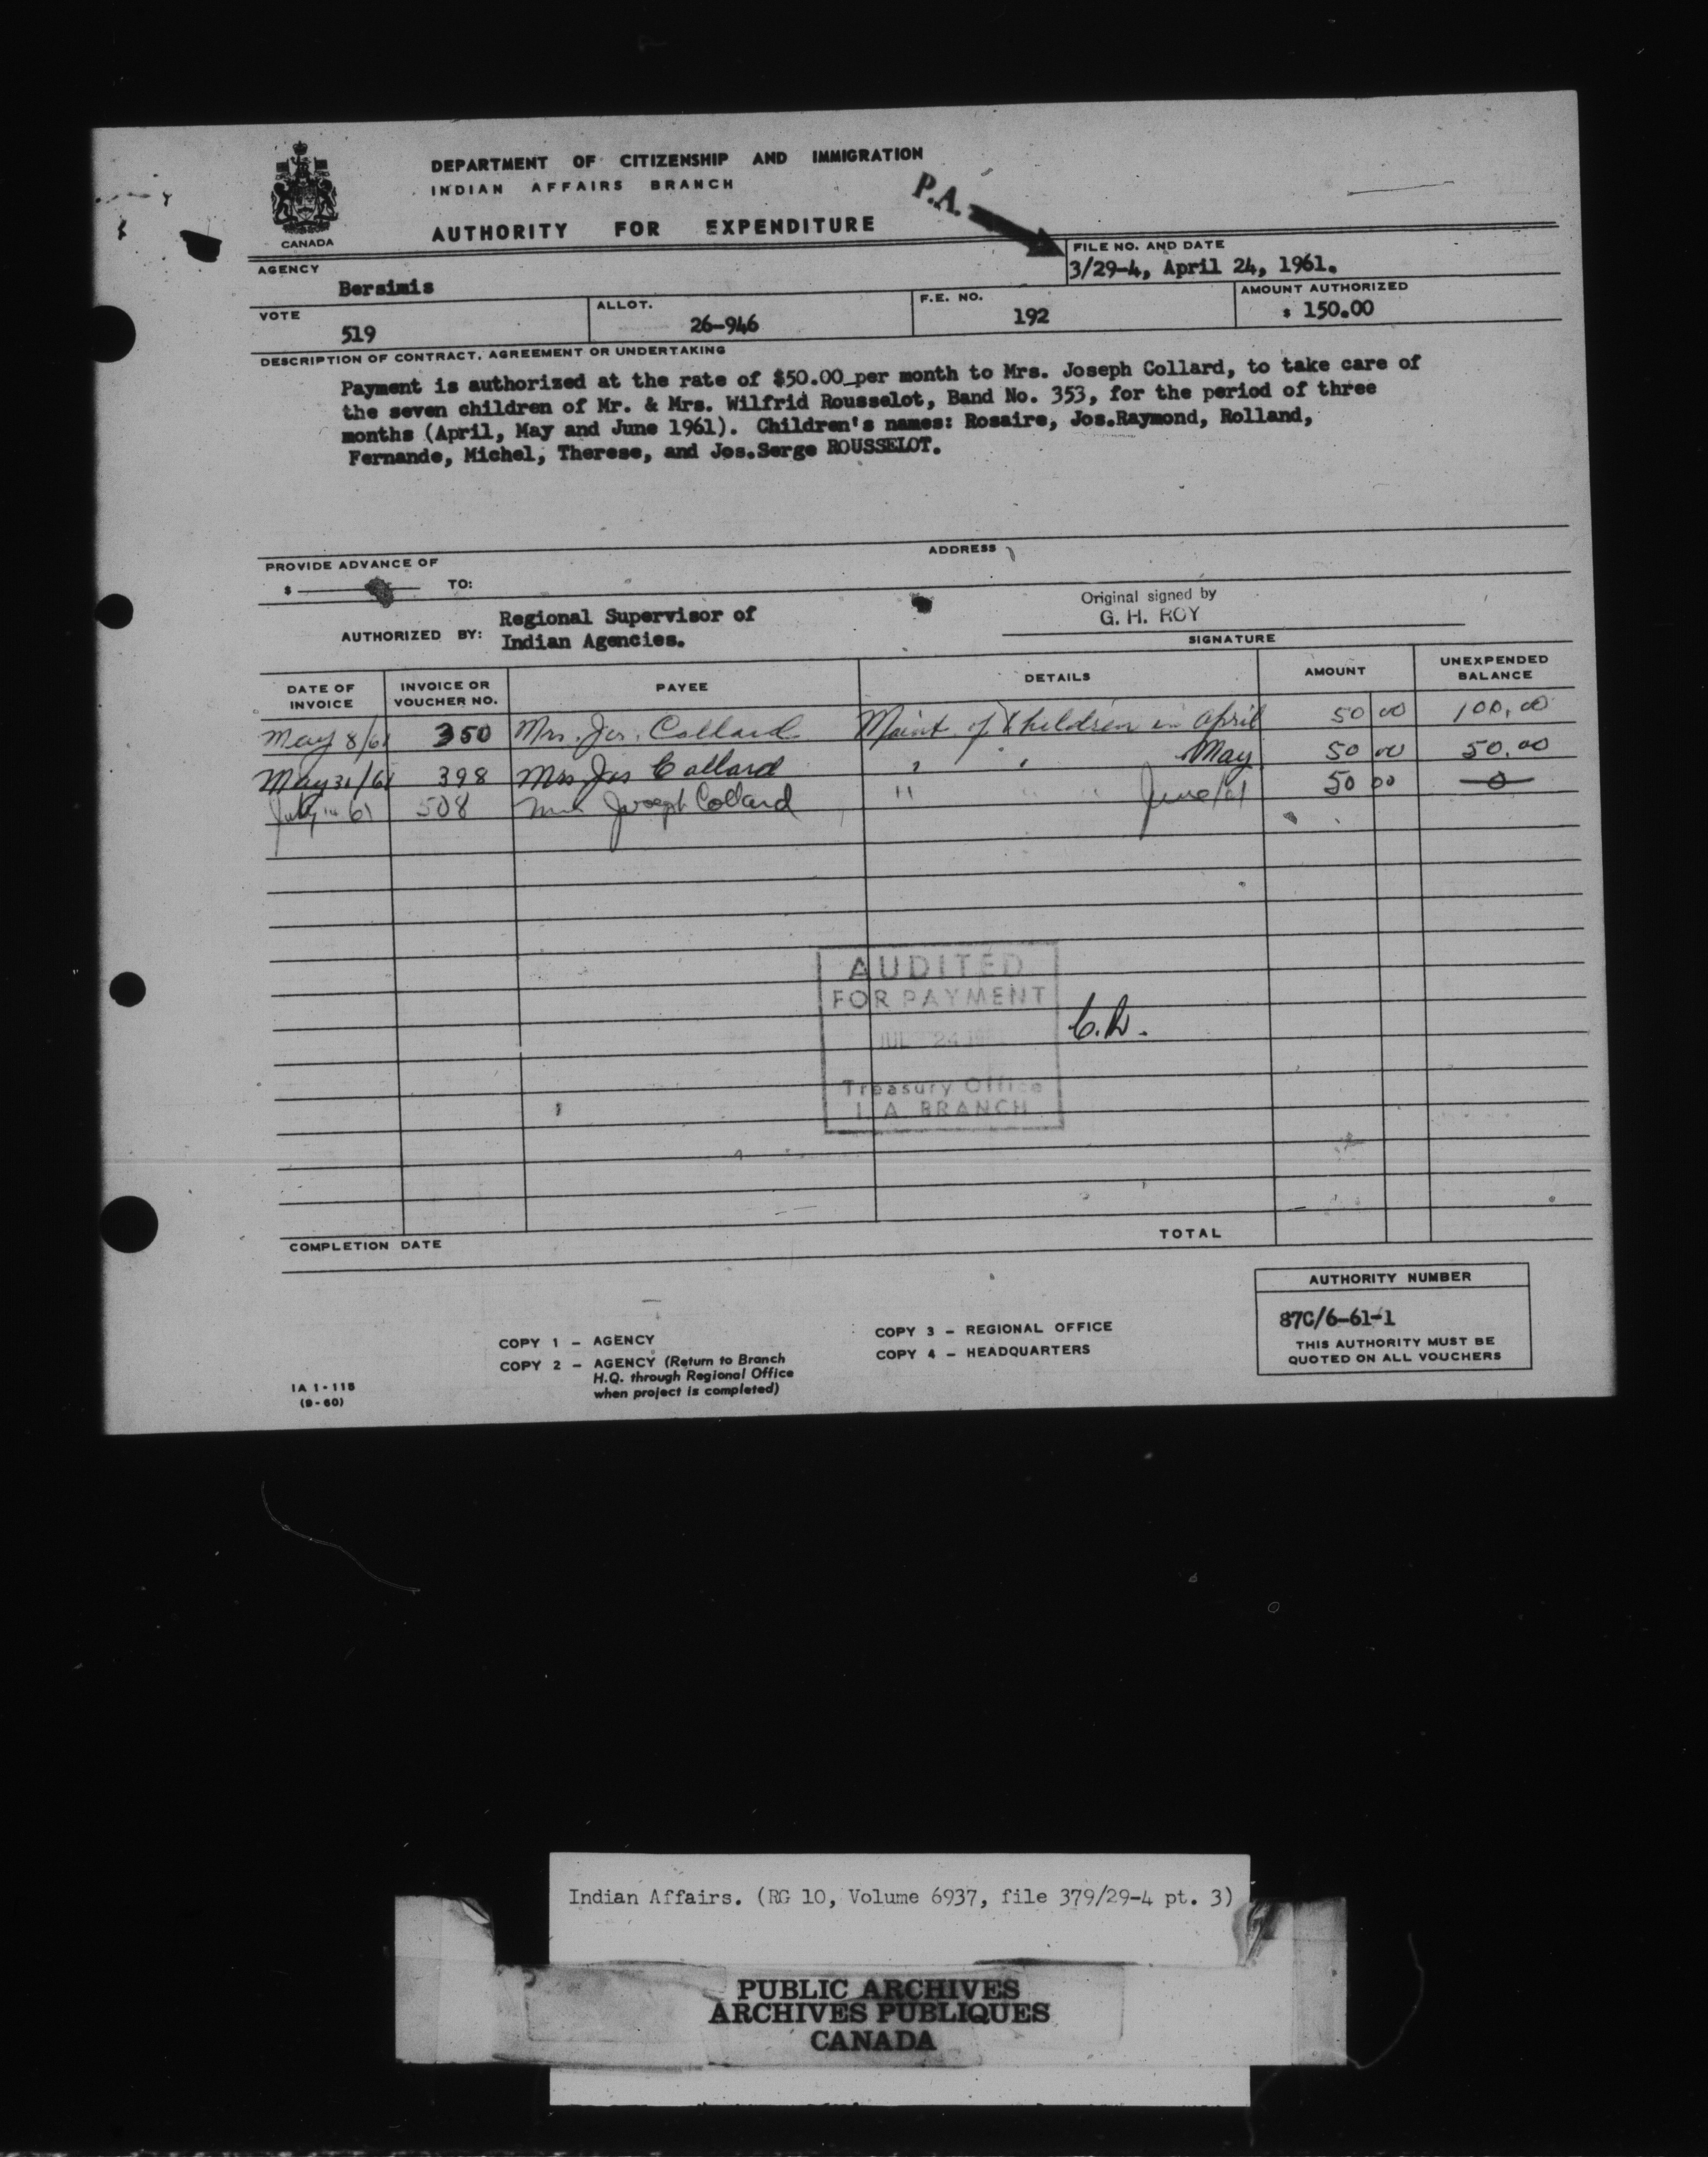 DEPARTMENT OF CITIZENSHIP AND IMMIGRATION
INDIAN AFFAIRS BRANCH
P.A.
AUTHORITY FOR EXPENDITURE
CANADA
FILE NO. AND DATE
3/29-4, April 24, 1961.
AGENCY
Bersimis
VOTE
519
ALLOT.
26-946
F.E. NO.
192
AMOUNT AUTHORIZED
$ 150.00
DESCRIPTION OF CONTRACT, AGREEMENT OR UNDERTAKING
Payment is authorized at the rate of $50.00 per month to Mrs. Joseph Collard, to take care of
the seven children of Mr. & Mrs. Wilfrid Rousselot, Band No. 353, for the period of three
months (April, May and June 1961). Children's names: Rosaire, Jos.Raymond, Rolland,
Fernande, Michel, Therese, and Jos.Serge ROUSSELOT.
PROVIDE ADVANCE OF
ADDRESS
$ TO:
AUTHORIZED BY: Regional Supervisor of
Indian Agencies.
Original signed by
G. H. ROY
SIGNATURE
DATE OF INVOICE INVOICE OR VOUCHER NO. PAYEE DETAILS AMOUNT UNEXPENDED BALANCE
May 8/61 350 Mrs. Jos. Collard Maint. of Children in April 50 00 100.00
May 31/61 398 Mrs Jos Collard " " May 50 00 50.00
July 14 61 508 Mrs Joseph Collard " " " June/61 50 00 0
AUDITED
FOR PAYMENT
JUL 24
Treasury Office
I. A. BRANCH
COMPLETION DATE
TOTAL
AUTHORITY NUMBER
87C/6-61-1
THIS AUTHORITY MUST BE
QUOTED ON ALL VOUCHERS
COPY 1 - AGENCY
COPY 2 - AGENCY (Return to Branch
H.Q. through Regional Office
when project is completed)
COPY 3 - REGIONAL OFFICE
COPY 4 - HEADQUARTERS
IA 1-115
(9-60)
Indian Affairs. (RG 10, Volume 6937, file 379/29-4 pt. 3)
PUBLIC ARCHIVES
ARCHIVES PUBLIQUES
CANADA